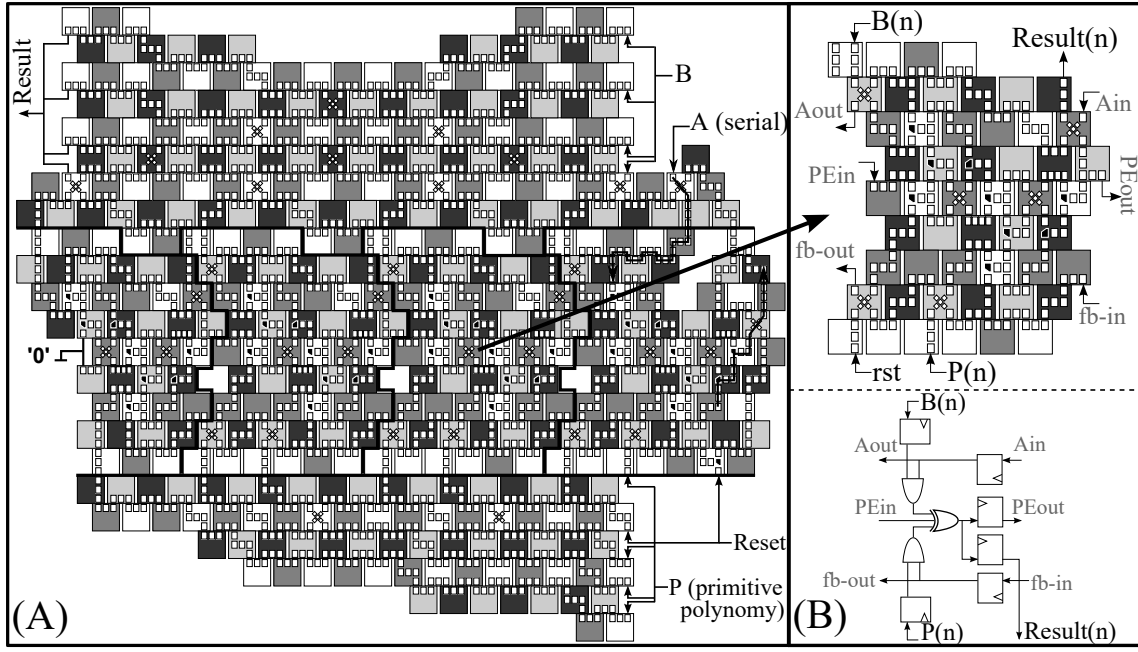 Result
B
A (serial)
'0'
Reset
P (primitive
polynomy)
(A)
B(n)
Result(n)
Aout
Ain
PEin
PEout
fb-out
fb-in
rst
P(n)
B(n)
Aout
Ain
PEin
PEout
fb-out
fb-in
(B)
P(n)
Result(n)